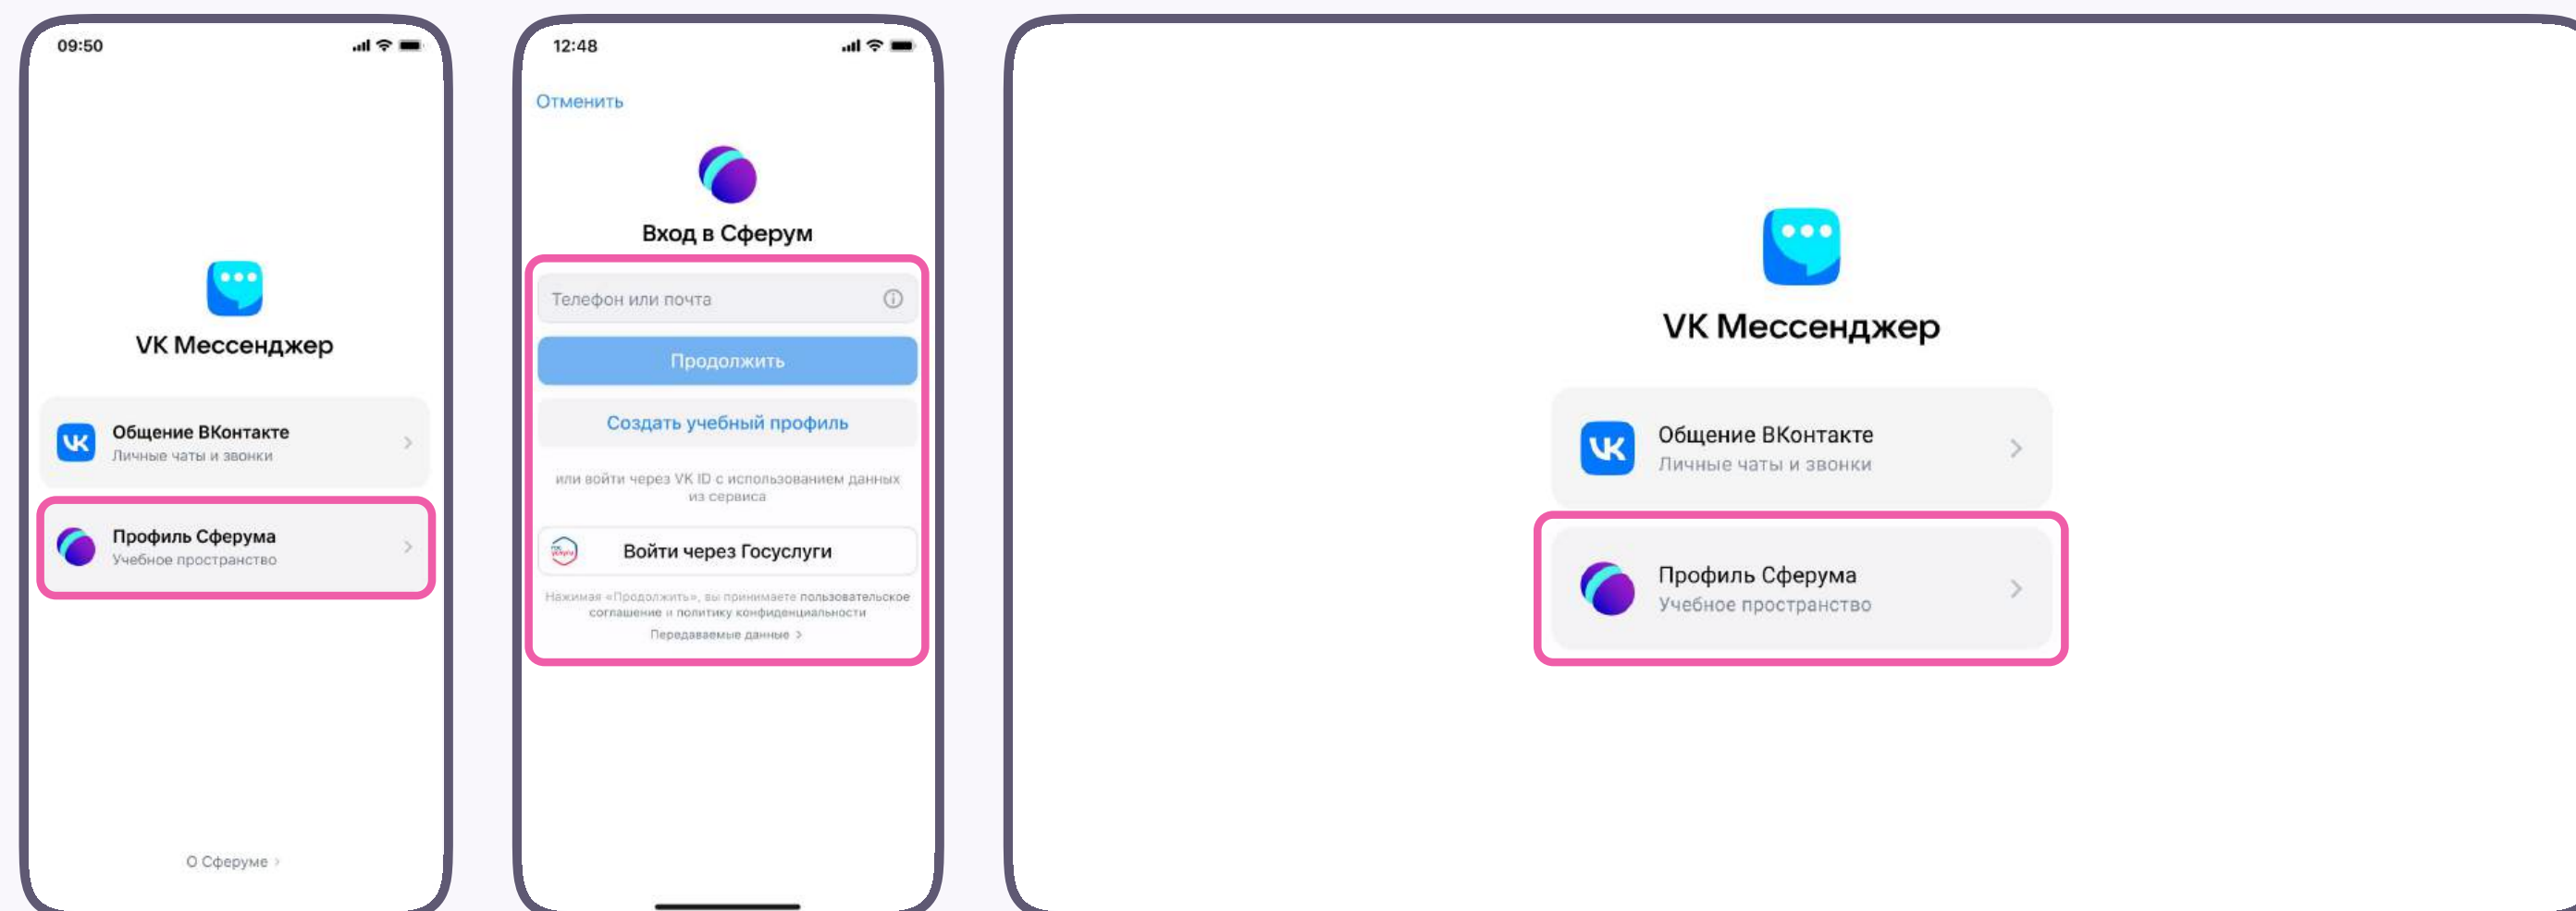 09:50
VK Мессенджер
Общение ВКонтакте
Личные чаты и звонки
Профиль Сферума
Учебное пространство
О Сферуме
12:48
Отменить
Вход в Сферум
Телефон или почта
Продолжить
Создать учебный профиль
или войти через VK ID с использованием данных
из сервиса
Войти через Госуслуги
Нажимая «Продолжить», вы принимаете пользовательское
соглашение и политику конфиденциальности
Передаваемые данные
VK Мессенджер
Общение ВКонтакте
Личные чаты и звонки
Профиль Сферума
Учебное пространство